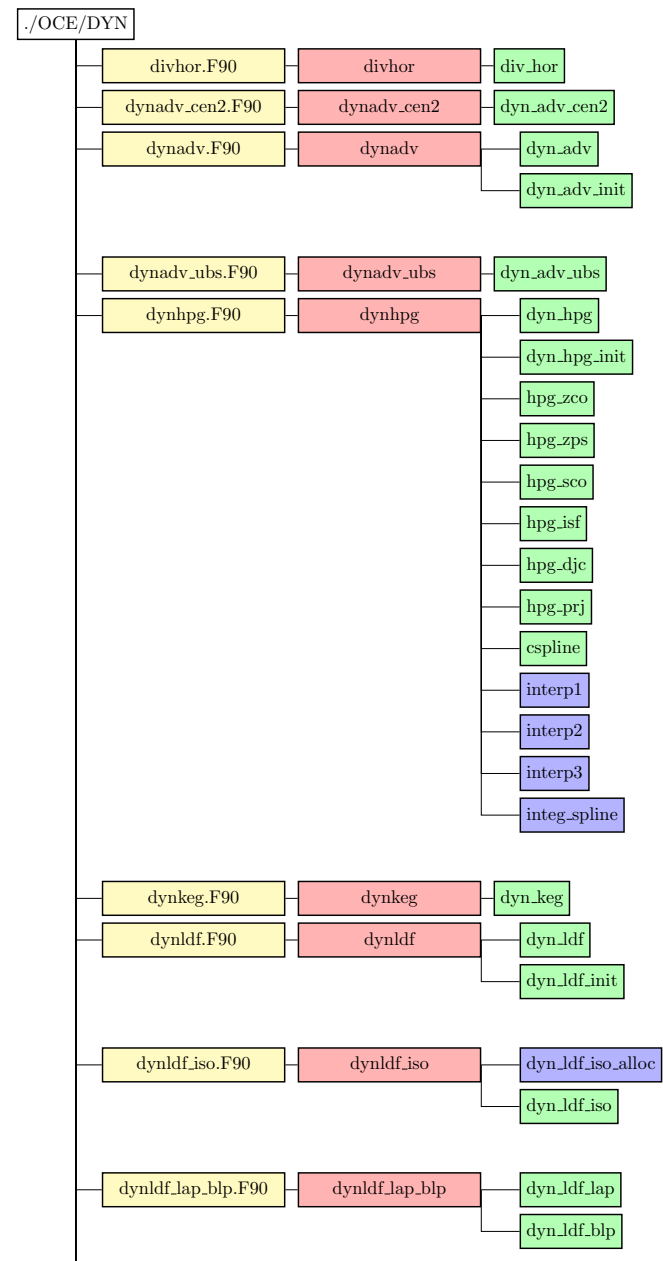 ./OCE/DYN
divhor.F90 divhor div_hor
dynadv_cen2.F90 dynadv_cen2 dyn_adv_cen2
dynadv.F90 dynadv dyn_adv
dyn_adv_init
dynadv_ubs.F90 dynadv_ubs dyn_adv_ubs
dynhpg.F90 dynhpg dyn_hpg
dyn_hpg_init
hpg_zco
hpg_zps
hpg_sco
hpg_isf
hpg_djc
hpg_prj
cspline
interp1
interp2
interp3
integ_spline
dynkeg.F90 dynkeg dyn_keg
dynldf.F90 dynldf dyn_ldf
dyn_ldf_init
dynldf_iso.F90 dynldf_iso dyn_ldf_iso_alloc
dyn_ldf_iso
dynldf_lap_blp.F90 dynldf_lap_blp dyn_ldf_lap
dyn_ldf_blp